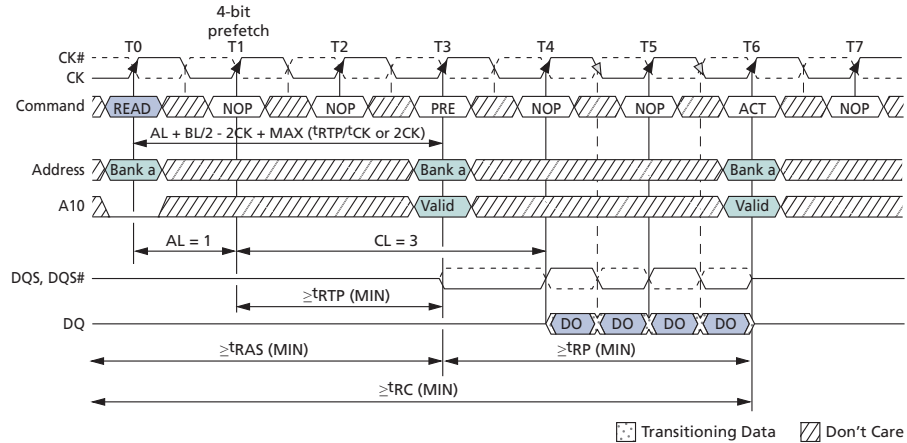 4-bit
prefetch
T0 T1 T2 T3 T4 T5 T6 T7
CK#
CK
Command READ NOP NOP PRE NOP NOP ACT NOP
AL + BL/2 - 2CK + MAX (tRTP/tCK or 2CK)
Address Bank a Bank a Bank a
A10 Valid Valid
AL = 1 CL = 3
DQS, DQS#
≥tRTP (MIN)
DQ DO DO DO DO
≥tRAS (MIN) ≥tRP (MIN)
≥tRC (MIN)
Transitioning Data Don't Care